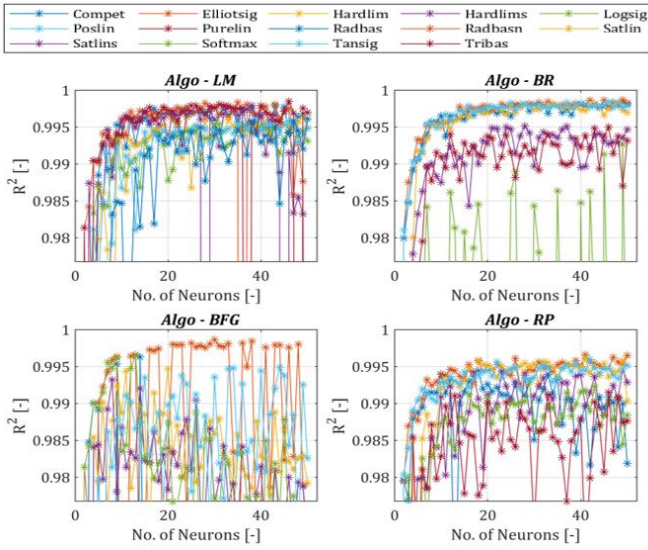 Compet Elliotsig Hardlim Hardlims Logsig
Poslin Purelin Radbas Radbasn Satlin
Satlins Softmax Tansig Tribas
Algo - LM
1
0.995
0.99
0.985
0.98
R² [-]
0 20 40
No. of Neurons [-]
Algo - BR
1
0.995
0.99
0.985
0.98
R² [-]
0 20 40
No. of Neurons [-]
Algo - BFG
1
0.995
0.99
0.985
0.98
R² [-]
0 20 40
No. of Neurons [-]
Algo - RP
1
0.995
0.99
0.985
0.98
R² [-]
0 20 40
No. of Neurons [-]